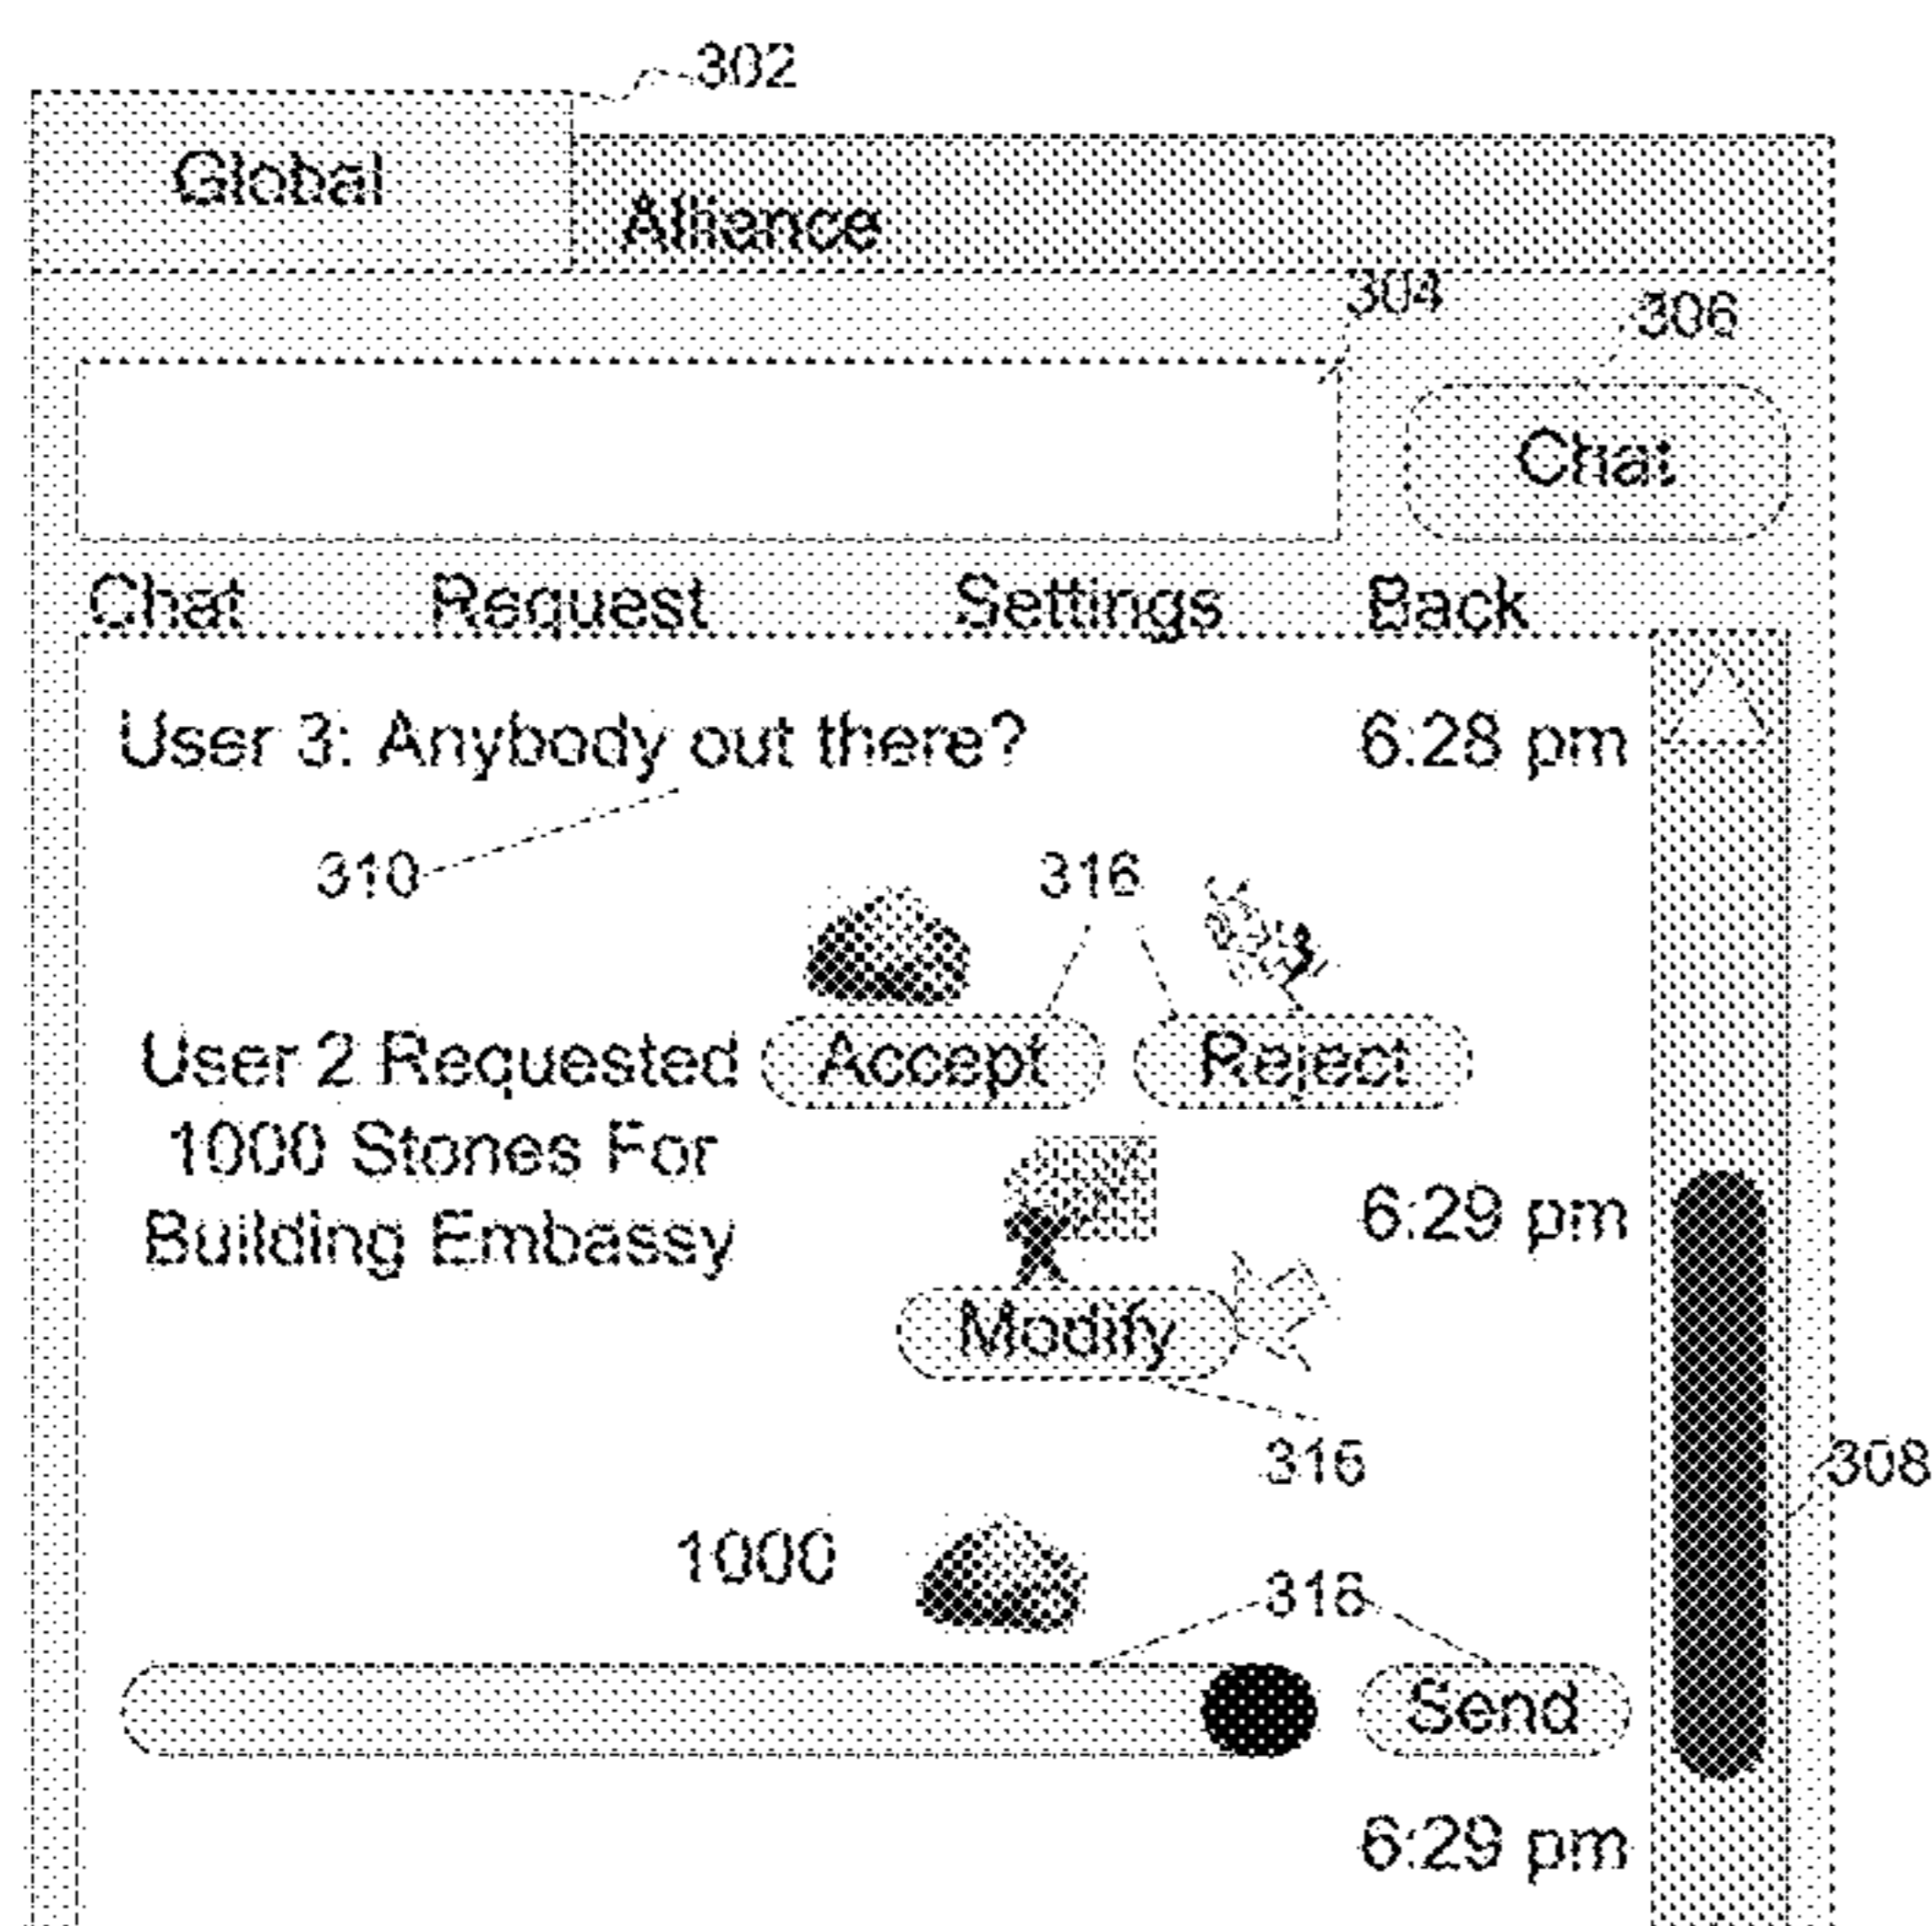 302
Global
Alliance
304
306
Chat
Chat Request Settings Back
User 3: Anybody out there? 6:28 pm
310
316
User 2 Requested Accept Reject
1000 Stones For
Building Embassy 6:29 pm
Modify
316
308
1000
318
Send
6:29 pm